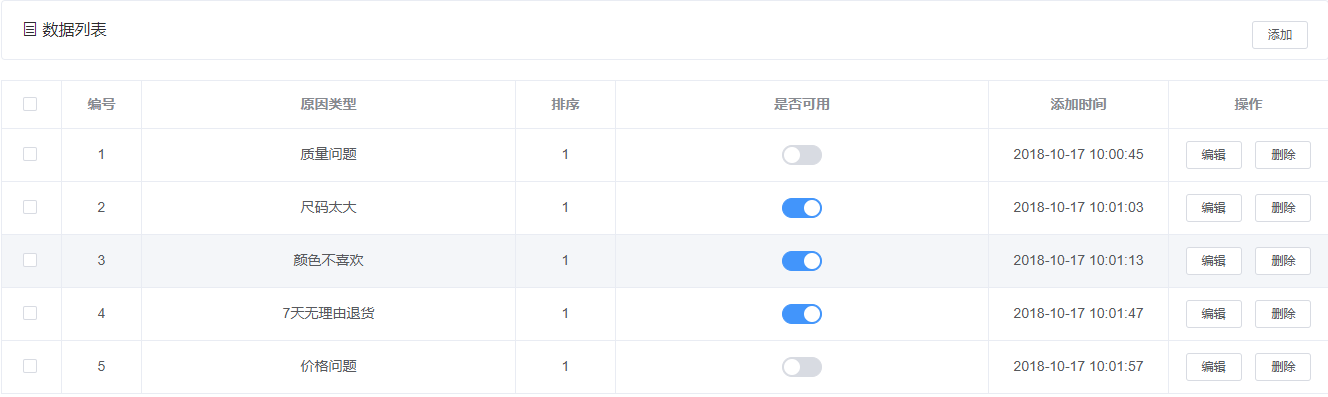 数据列表
添加
编号 原因类型 排序 是否可用 添加时间 操作
1 质量问题 1 2018-10-17 10:00:45 编辑 删除
2 尺码太大 1 2018-10-17 10:01:03 编辑 删除
3 颜色不喜欢 1 2018-10-17 10:01:13 编辑 删除
4 7天无理由退货 1 2018-10-17 10:01:47 编辑 删除
5 价格问题 1 2018-10-17 10:01:57 编辑 删除